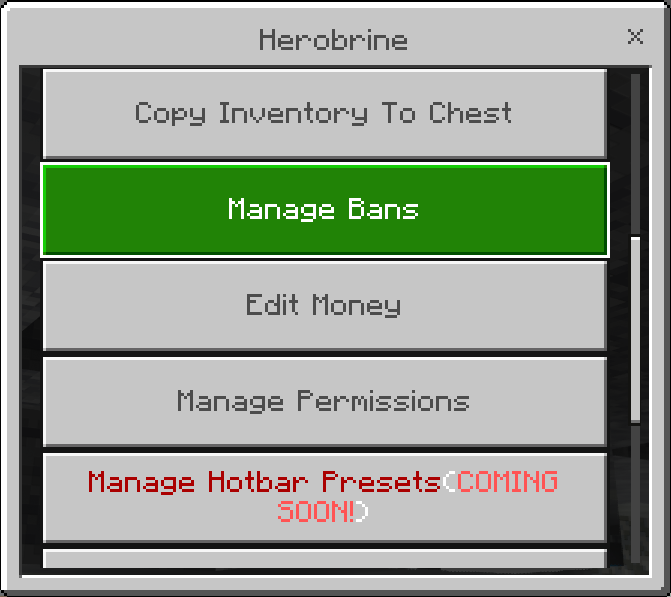 Herobrine
Copy Inventory To Chest
Manage Bans
Edit Money
Manage Permissions
Manage Hotbar Presets(COMING
SOON!)